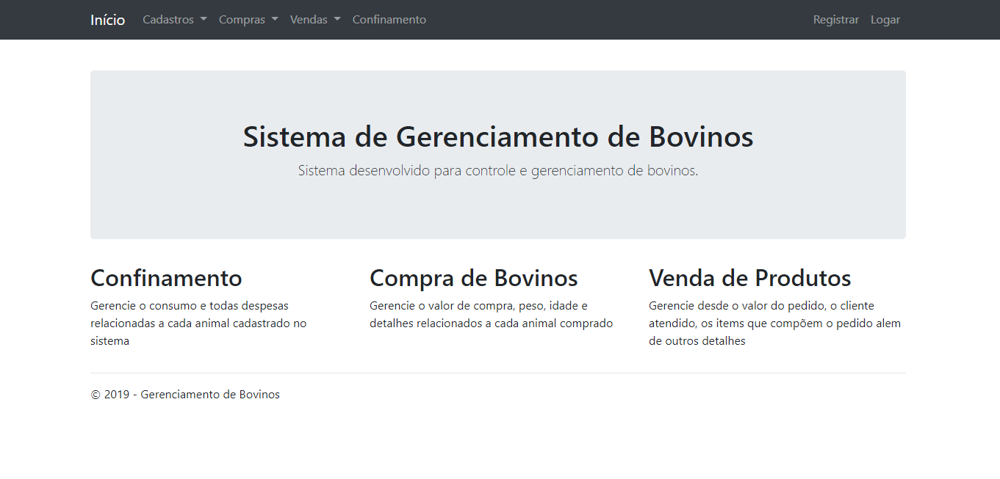 Início Cadastros Compras Vendas Confinamento Registrar Logar
Sistema de Gerenciamento de Bovinos
Sistema desenvolvido para controle e gerenciamento de bovinos.
Confinamento
Gerencie o consumo e todas despesas
relacionadas a cada animal cadastrado no
sistema
Compra de Bovinos
Gerencie o valor de compra, peso, idade e
detalhes relacionados a cada animal comprado
Venda de Produtos
Gerencie desde o valor do pedido, o cliente
atendido, os items que compõem o pedido alem
de outros detalhes
© 2019 - Gerenciamento de Bovinos